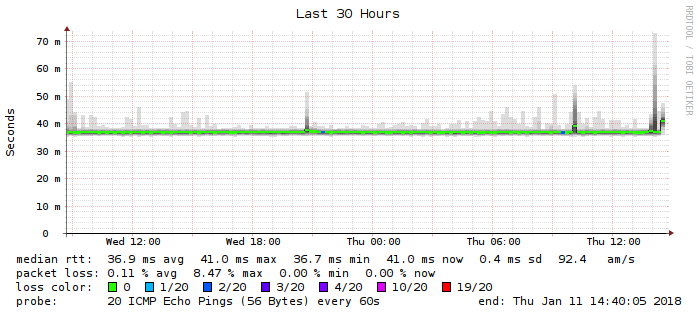 Last 30 Hours
RRDTOOL / TOBI OETIKER
Seconds
70 m
60 m
50 m
40 m
30 m
20 m
10 m
0
Wed 12:00 Wed 18:00 Thu 00:00 Thu 06:00 Thu 12:00
median rtt: 36.9 ms avg 41.0 ms max 36.7 ms min 41.0 ms now 0.4 ms sd 92.4 am/s
packet loss: 0.11 % avg 8.47 % max 0.00 % min 0.00 % now
loss color: 0 1/20 2/20 3/20 4/20 10/20 19/20
probe: 20 ICMP Echo Pings (56 Bytes) every 60s end: Thu Jan 11 14:40:05 2018